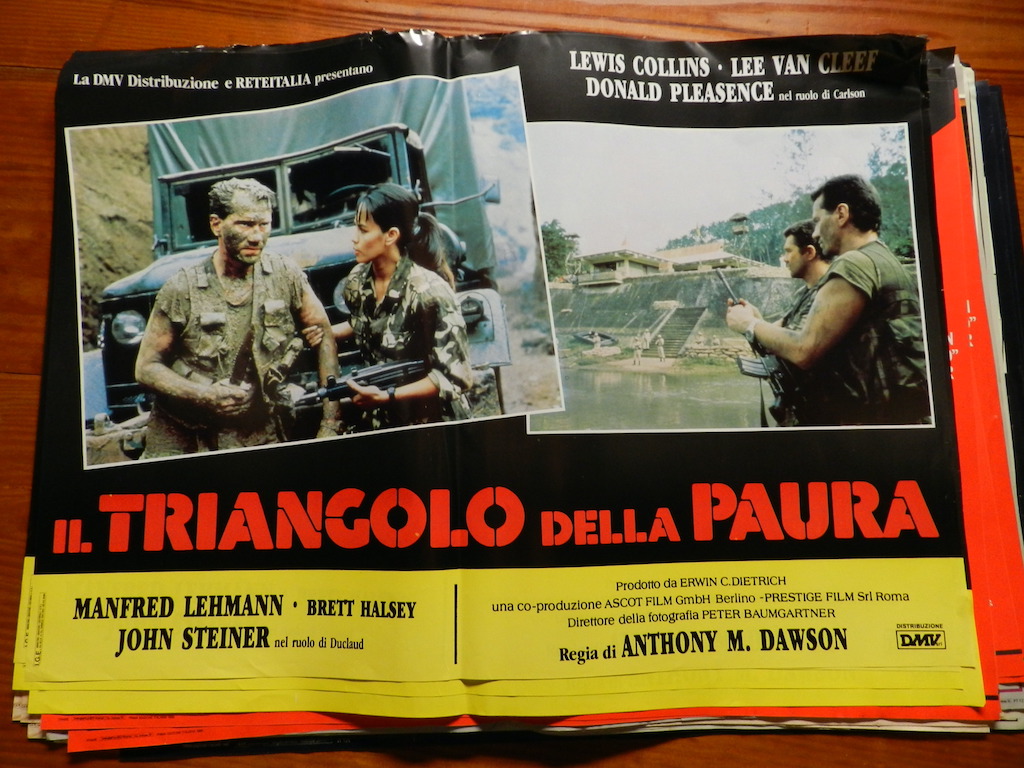 La DMV Distribuzione e RETEITALIA presentano
LEWIS COLLINS · LEE VAN CLEEF
DONALD PLEASENCE nel ruolo di Carlson
IL TRIANGOLO DELLA PAURA
MANFRED LEHMANN · BRETT HALSEY
JOHN STEINER nel ruolo di Duclaud
Prodotto da ERWIN C.DIETRICH
una co-produzione ASCOT FILM GmbH Berlino -PRESTIGE FILM Srl Roma
Direttore della fotografia PETER BAUMGARTNER
Regia di ANTHONY M. DAWSON
DISTRIBUZIONE
DMV